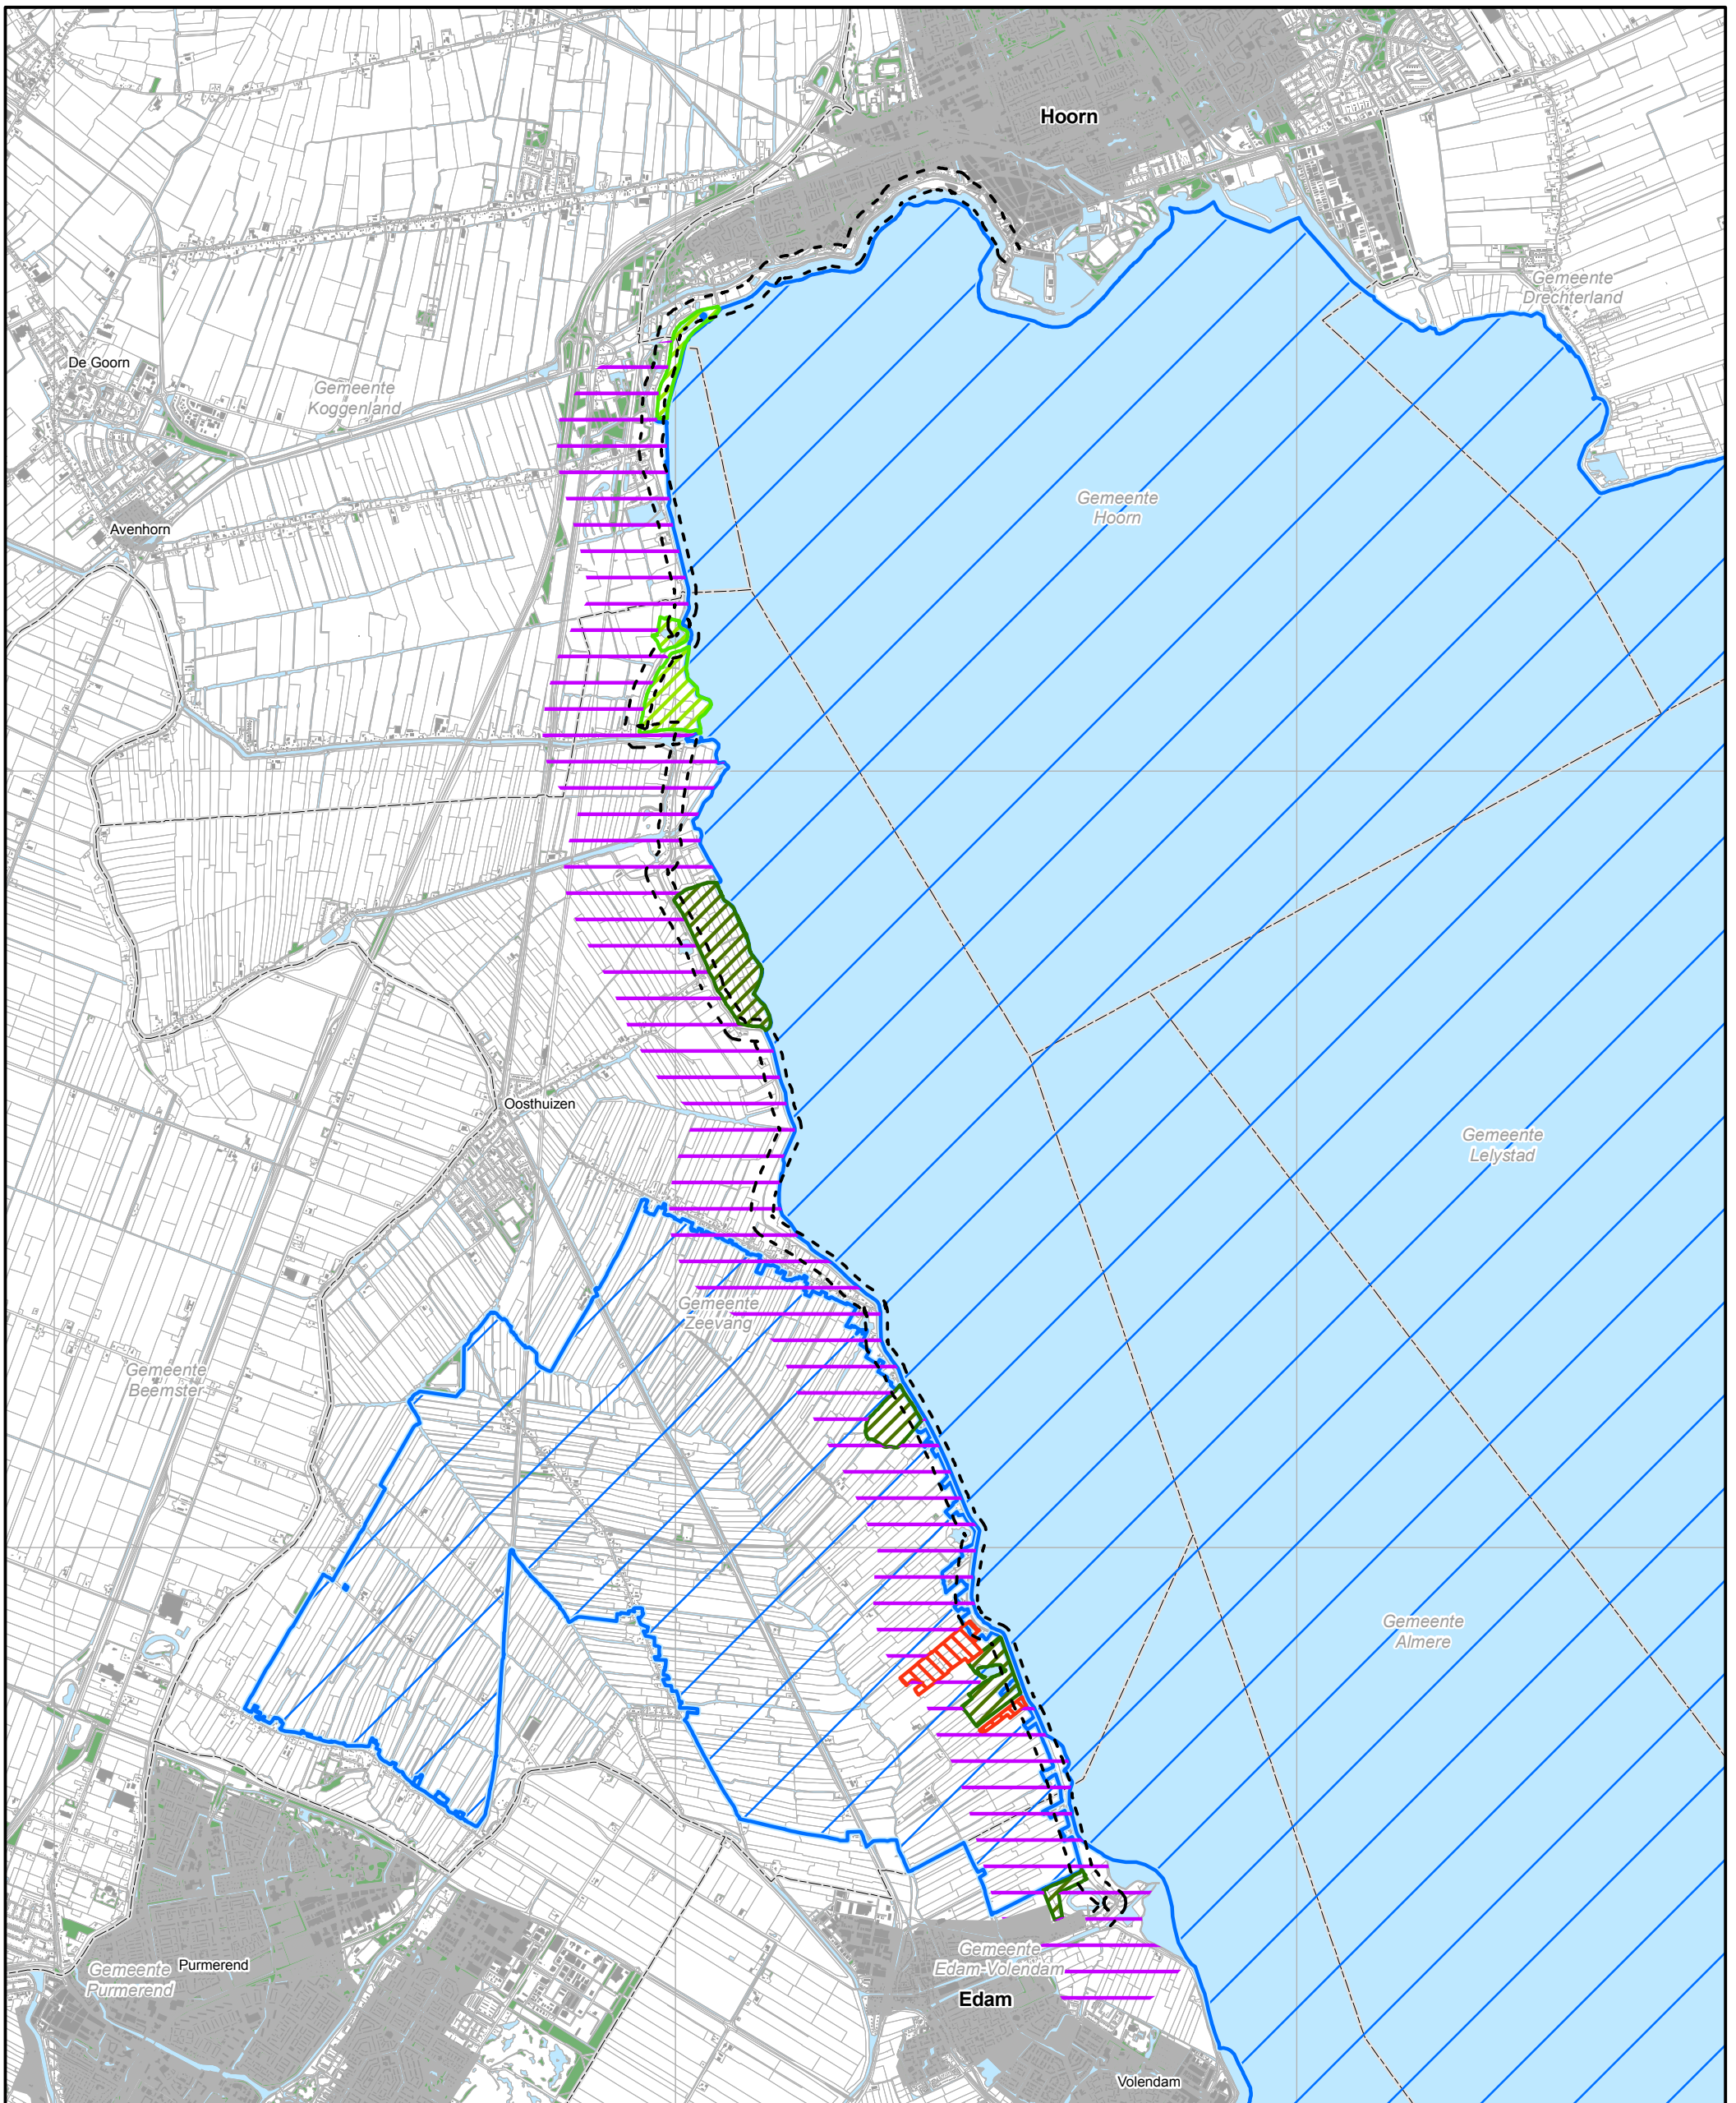 Hoorn
Gemeente
Drechterland
De Goorn
Gemeente
Koggenland
Gemeente
Hoorn
Avenhorn
Oosthuizen
Gemeente
Lelystad
Gemeente
Zeevang
Gemeente
Beemster
Gemeente
Almere
Gemeente
Edam-Volendam
Purmerend
Gemeente
Purmerend
Edam
Volendam